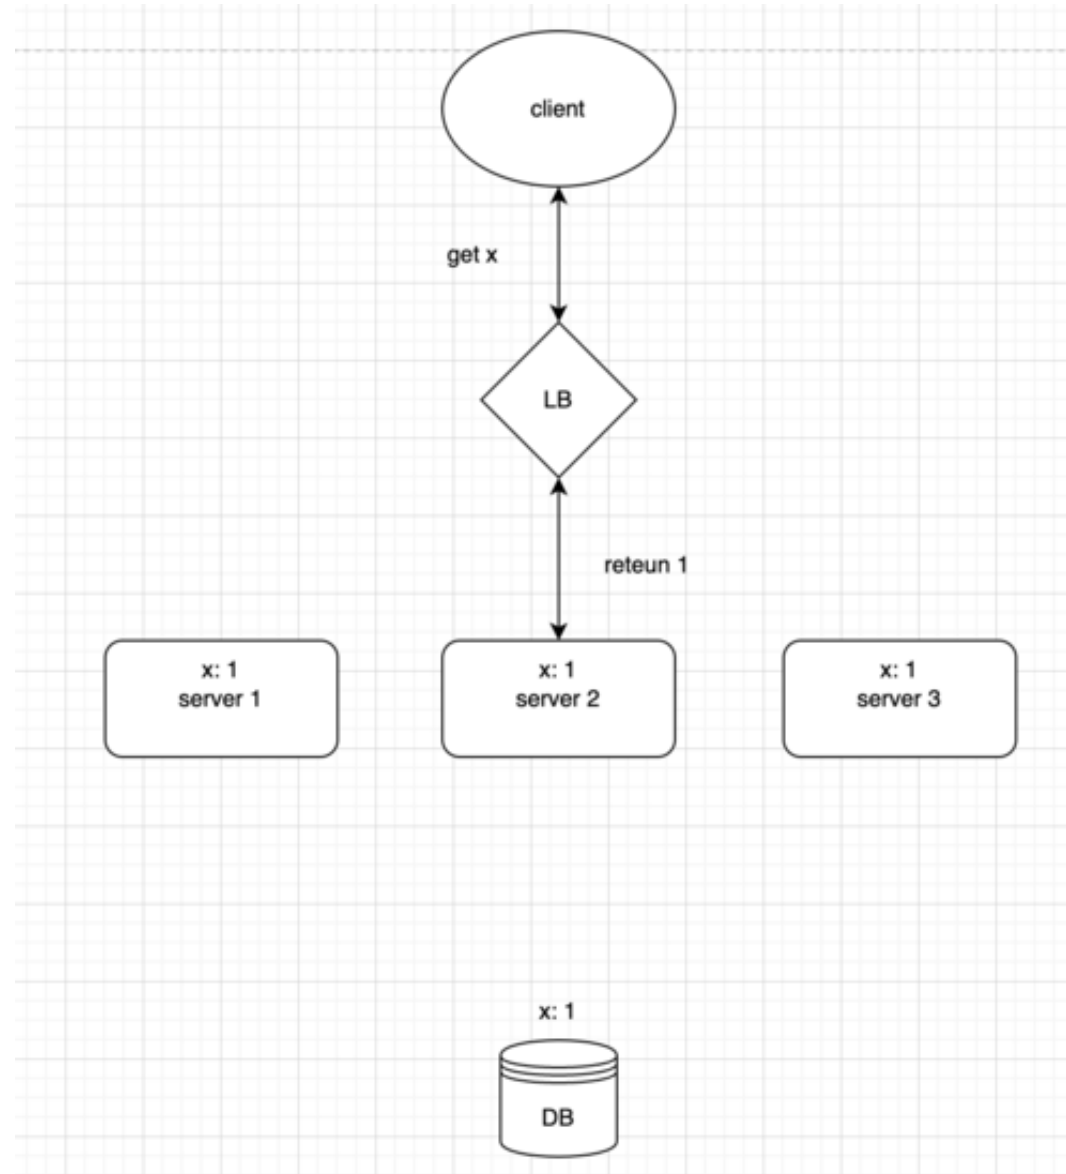 client
get x
LB
reteun 1
x: 1
server 1
x: 1
server 2
x: 1
server 3
x: 1
DB